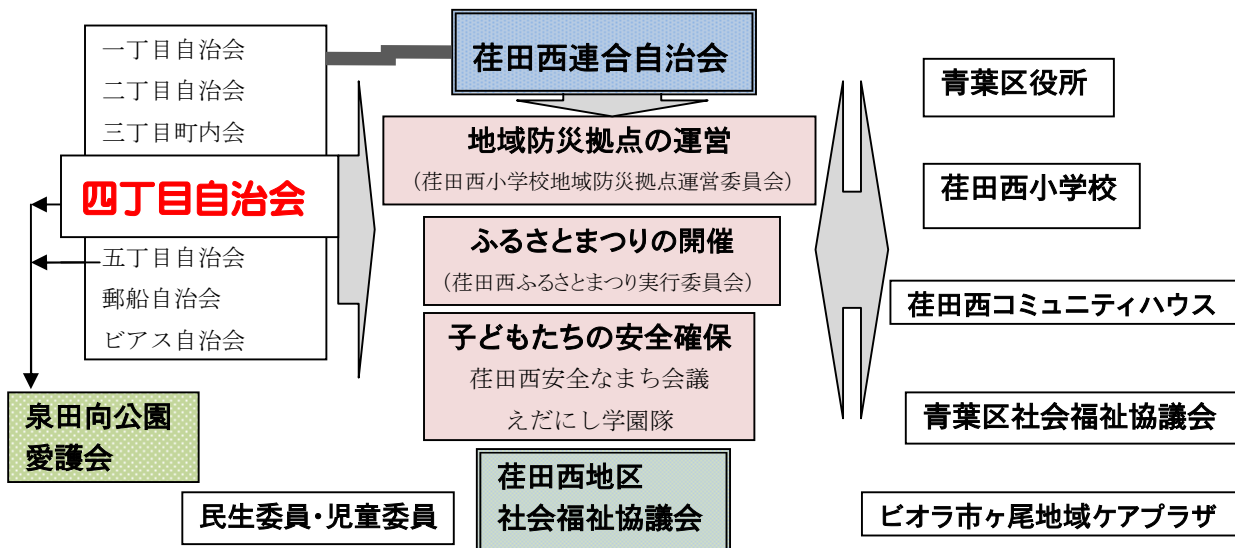 一丁目自治会
二丁目自治会
三丁目町内会
四丁目自治会
五丁目自治会
郵船自治会
ビアス自治会
泉田向公園
愛護会
荏田西連合自治会
地域防災拠点の運営
（荏田西小学校地域防災拠点運営委員会）
ふるさとまつりの開催
（荏田西ふるさとまつり実行委員会）
子どもたちの安全確保
荏田西安全なまち会議
えだにし学園隊
荏田西地区
社会福祉協議会
民生委員・児童委員
青葉区役所
荏田西小学校
荏田西コミュニティハウス
青葉区社会福祉協議会
ビオラ市ヶ尾地域ケアプラザ